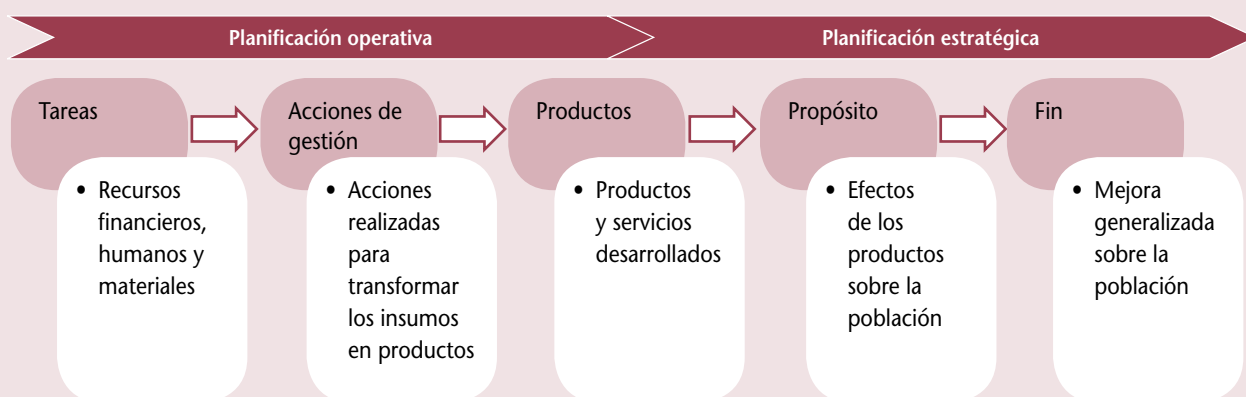 Planificación operativa
Planificación estratégica
Tareas
• Recursos
financieros,
humanos y
materiales
Acciones de
gestión
• Acciones
realizadas
para
transformar
los insumos
en productos
Productos
• Productos
y servicios
desarrollados
Propósito
• Efectos
de los
productos
sobre la
población
Fin
• Mejora
generalizada
sobre la
población